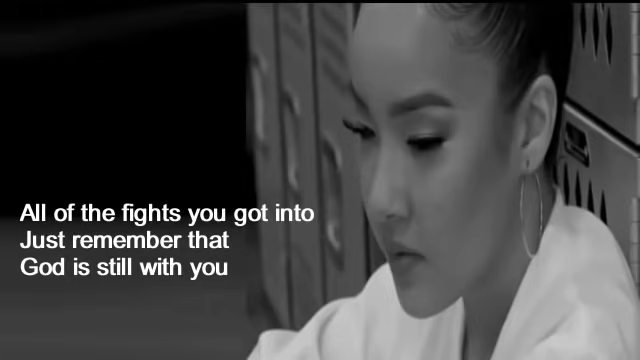 All of the fights you got into
Just remember that
God is still with you